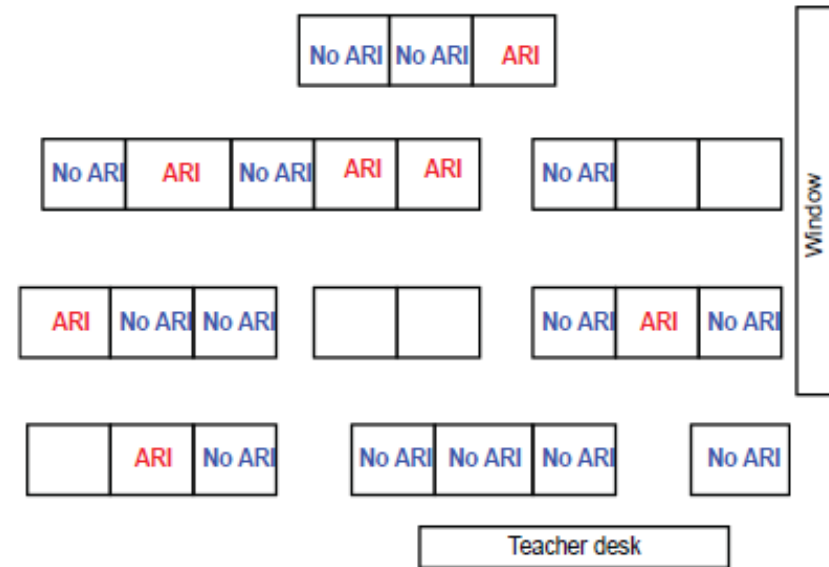 No ARI No ARI ARI
No ARI ARI No ARI ARI ARI No ARI
Window
ARI No ARI No ARI No ARI ARI No ARI
ARI No ARI No ARI No ARI No ARI No ARI
Teacher desk